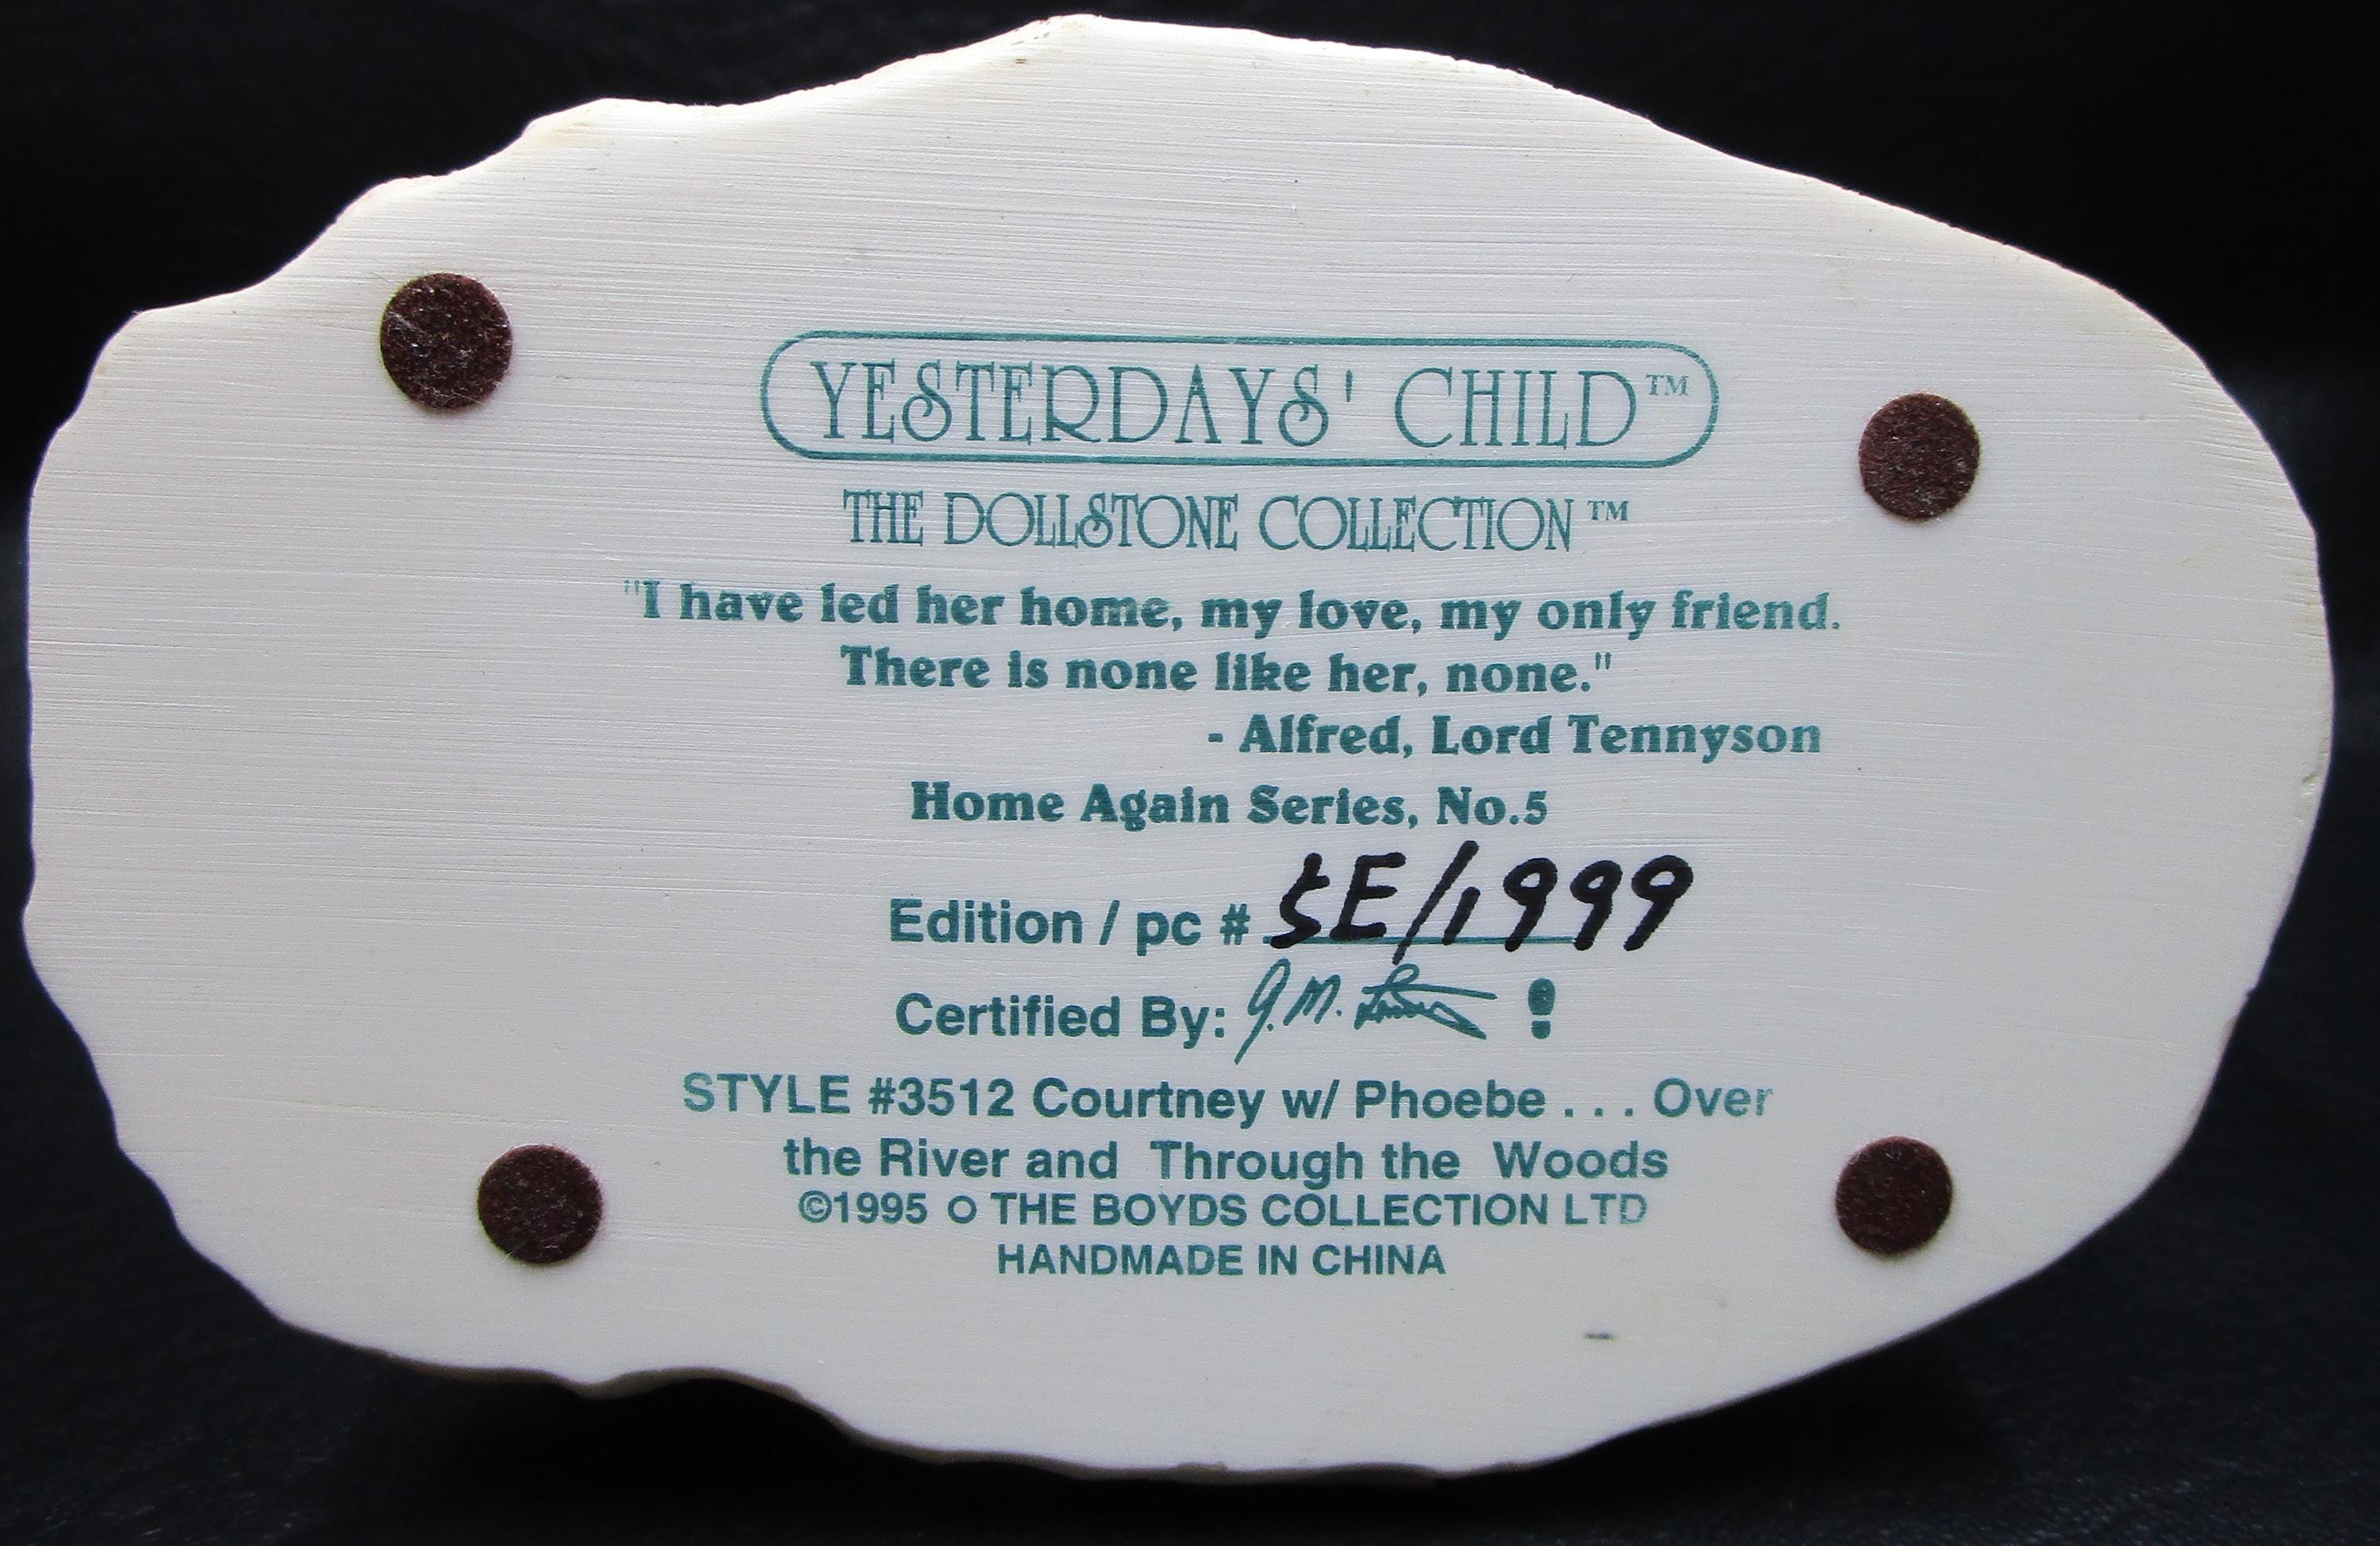 YESTERDAYS' CHILD™
THE DOLLSTONE COLLECTION™
"I have led her home, my love, my only friend.
There is none like her, none."
- Alfred, Lord Tennyson
Home Again Series, No.5
Edition / pc # 5E/1999
Certified By: G.M. !
STYLE #3512 Courtney w/ Phoebe . . . Over
the River and Through the Woods
©1995 O THE BOYDS COLLECTION LTD
HANDMADE IN CHINA